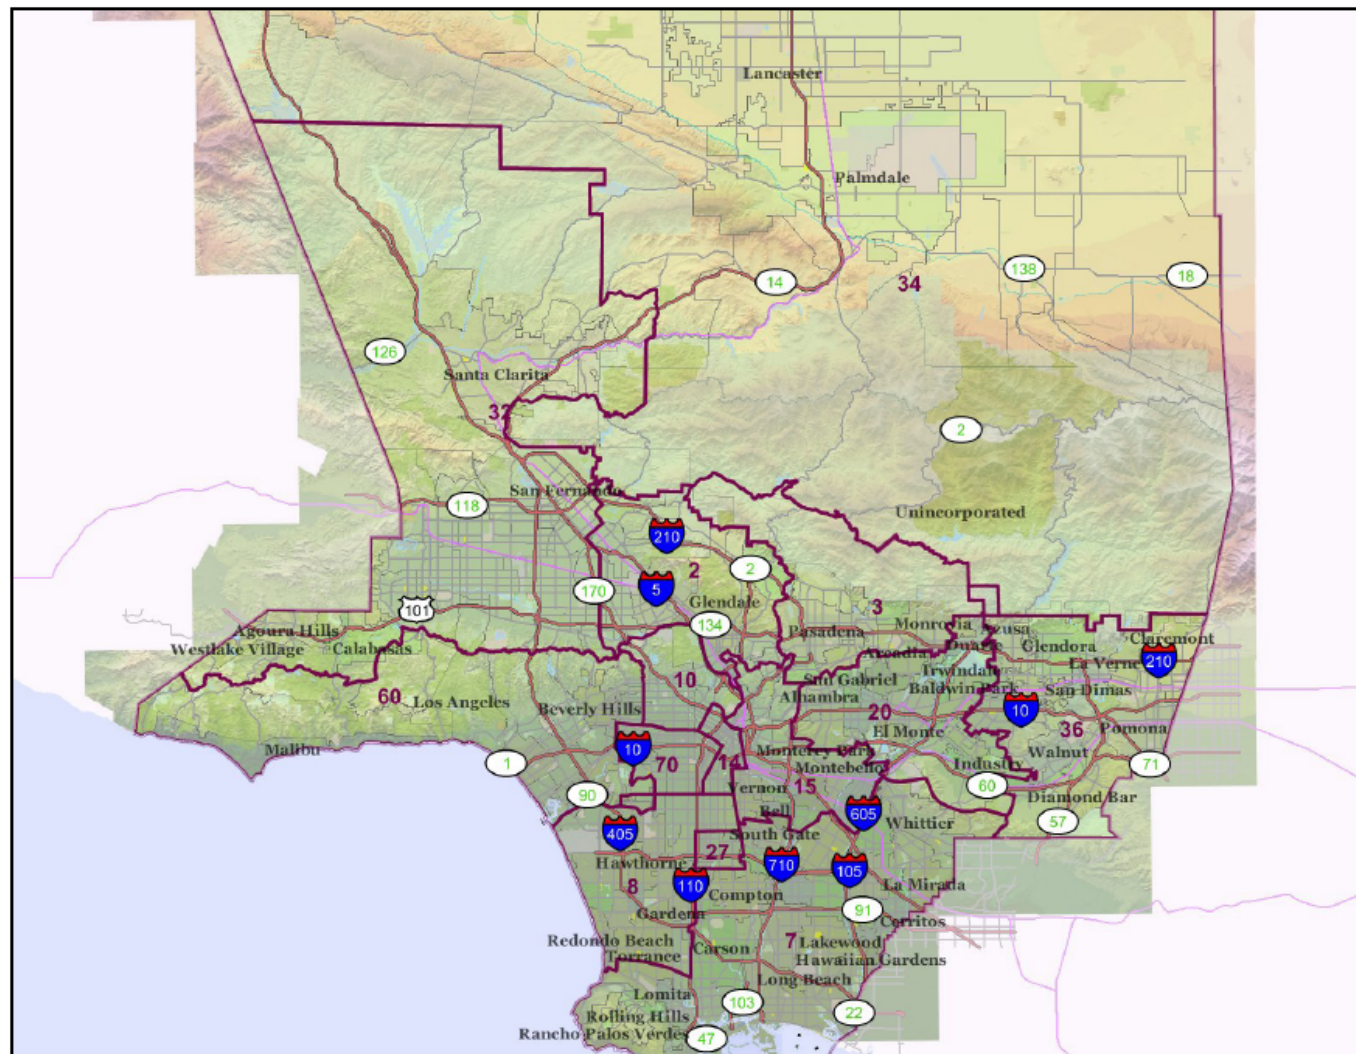 Lancaster
Palmdale
138
18
14
34
126
Santa Clarita
32
2
San Fernando
118
Unincorporated
210
2
2
5
170
Glendale
101
3
134
Monrovia
Azusa
Agoura Hills
Pasadena
Claremont
Westlake Village
Calabasas
Arcadia
Duarte
Glendora
La Verne
210
10
San Gabriel
Irwindale
60
Los Angeles
Alhambra
Baldwin Park
San Dimas
Beverly Hills
20
10
El Monte
36
Pomona
Malibu
10
Monterey Park
Walnut
1
70
14
Montebello
Industry
71
90
Vernon
15
60
Diamond Bar
Bell
605
Whittier
57
405
South Gate
27
Hawthorne
710
105
8
110
Compton
La Mirada
Gardena
91
Cerritos
Redondo Beach
Carson
7
Lakewood
Torrance
Hawaiian Gardens
Long Beach
Lomita
103
22
Rolling Hills
Rancho Palos Verdes
47